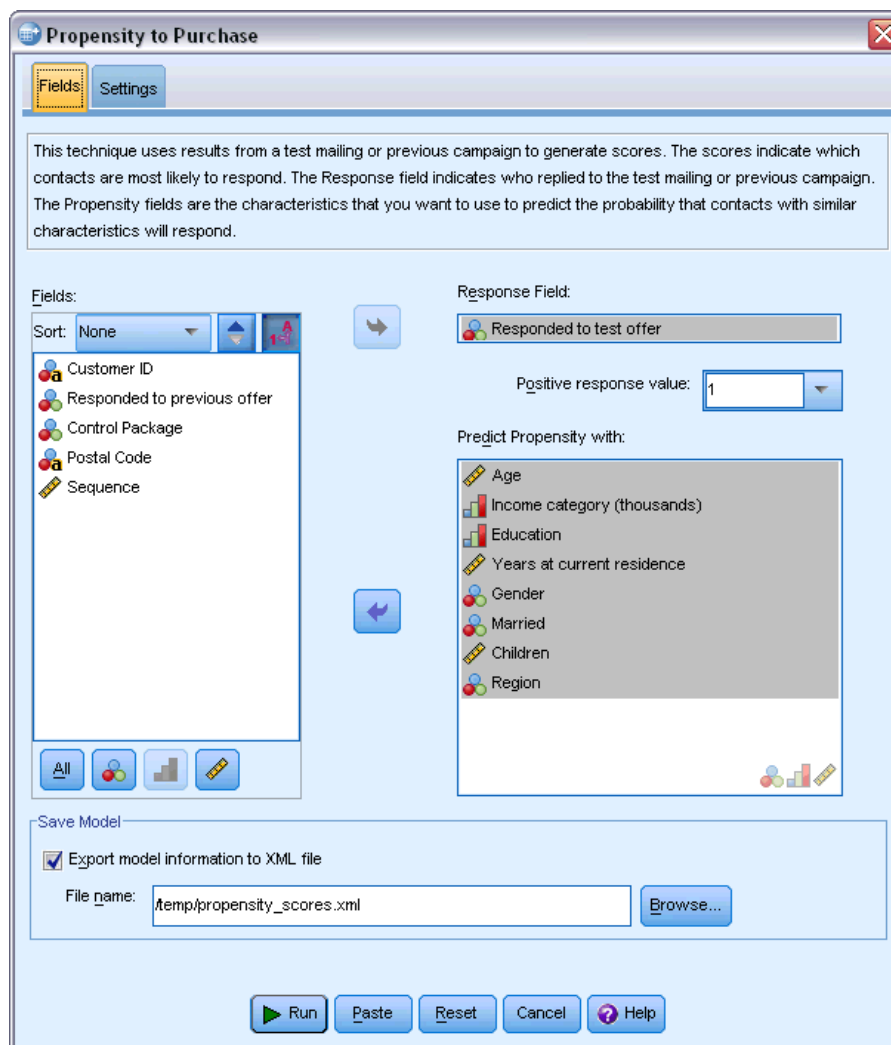 Propensity to Purchase
Fields
Settings
This technique uses results from a test mailing or previous campaign to generate scores. The scores indicate which
contacts are most likely to respond. The Response field indicates who replied to the test mailing or previous campaign.
The Propensity fields are the characteristics that you want to use to predict the probability that contacts with similar
characteristics will respond.
Fields:
Sort: None
Customer ID
Responded to previous offer
Control Package
Postal Code
Sequence
All
Response Field:
Responded to test offer
Positive response value: 1
Predict Propensity with:
Age
Income category (thousands)
Education
Years at current residence
Gender
Married
Children
Region
Save Model
Export model information to XML file
File name: /temp/propensity_scores.xml
Browse...
Run
Paste
Reset
Cancel
Help